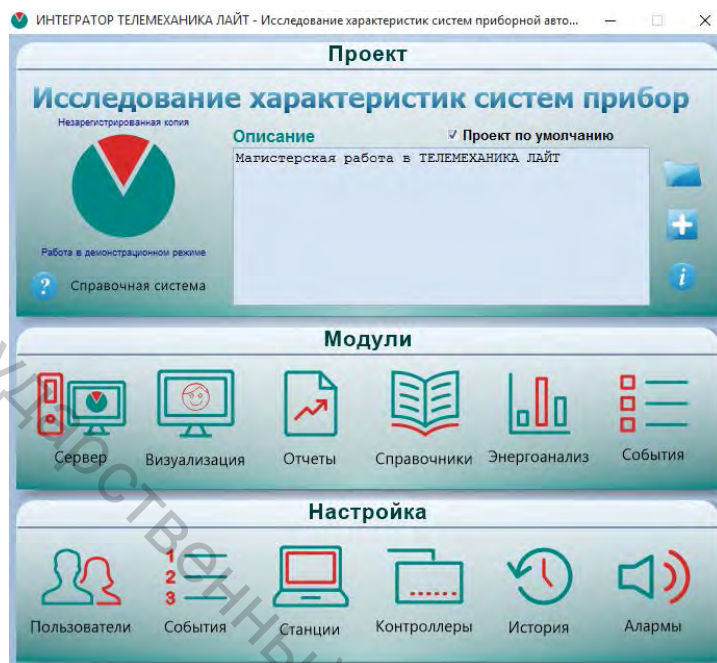 ИНТЕГРАТОР ТЕЛЕМЕХАНИКА ЛАЙТ - Исследование характеристик систем приборной авто...
Проект
Исследование характеристик систем прибор
Незарегистрированная копия
Описание
Проект по умолчанию
Магистерская работа в ТЕЛЕМЕХАНИКА ЛАЙТ
Работа в демонстрационном режиме
? Справочная система
i
Модули
Сервер Визуализация Отчеты Справочники Энергоанализ События
Настройка
1
2
3
Пользователи События Станции Контроллеры История Алармы
ударственный